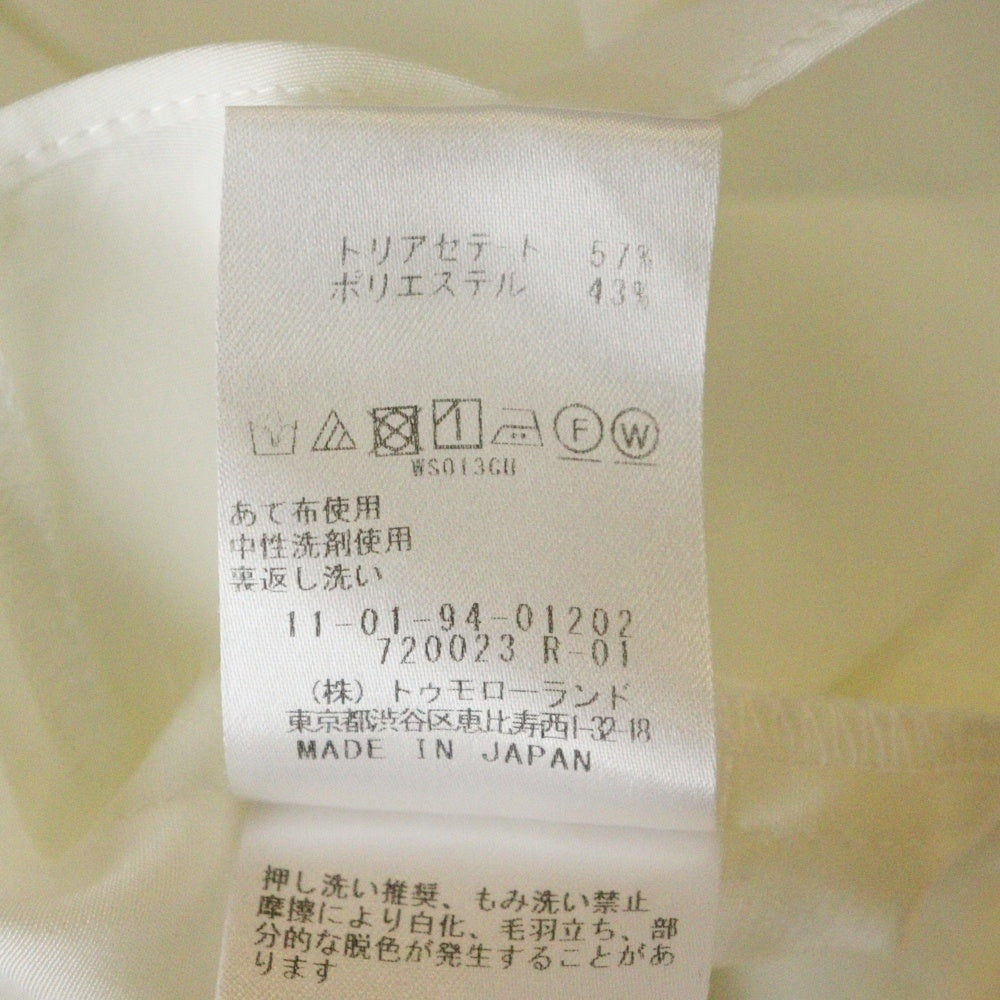 トリアセテート 57%
ポリエステル 43%
F W
WS013GU
あて布使用
中性洗剤使用
裏返し洗い
11-01-94-01202
720023 R-01
(株) トゥモローランド
東京都渋谷区恵比寿西1-32-18
MADE IN JAPAN
押し洗い推奨、もみ洗い禁止
摩擦により白化、毛羽立ち、部
分的な脱色が発生することがあ
ります